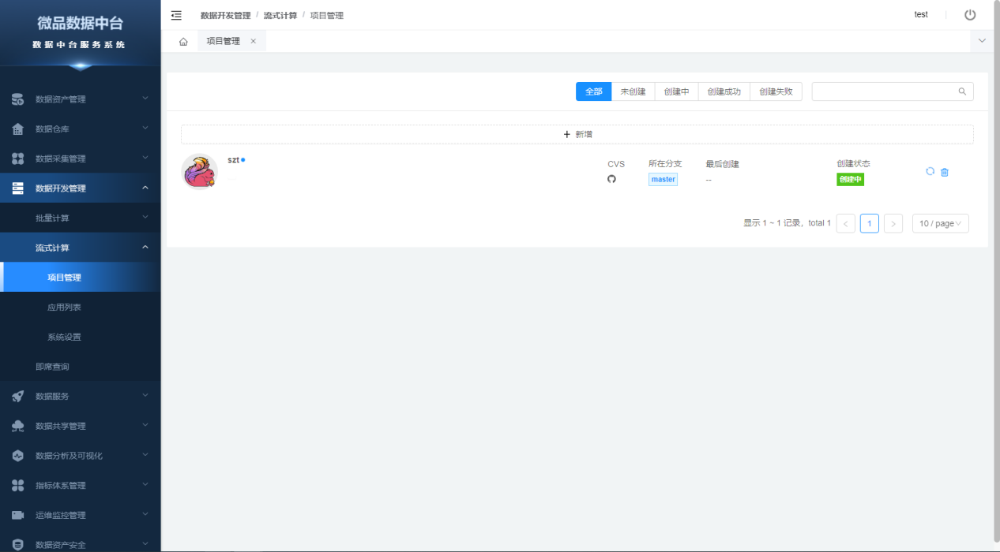 微品数据中台
数据中台服务系统
数据资产管理
数据仓库
数据采集管理
数据开发管理
批量计算
流式计算
项目管理
应用列表
系统设置
即席查询
数据服务
数据共享管理
数据分析及可视化
指标体系管理
运维监控管理
数据资产安全
数据开发管理 / 流式计算 / 项目管理
test
项目管理 ×
全部 未创建 创建中 创建成功 创建失败
+ 新增
szt
CVS 所在分支 最后创建 创建状态
master -- 创建中
显示 1 ~ 1 记录，total 1 < 1 > 10 / page